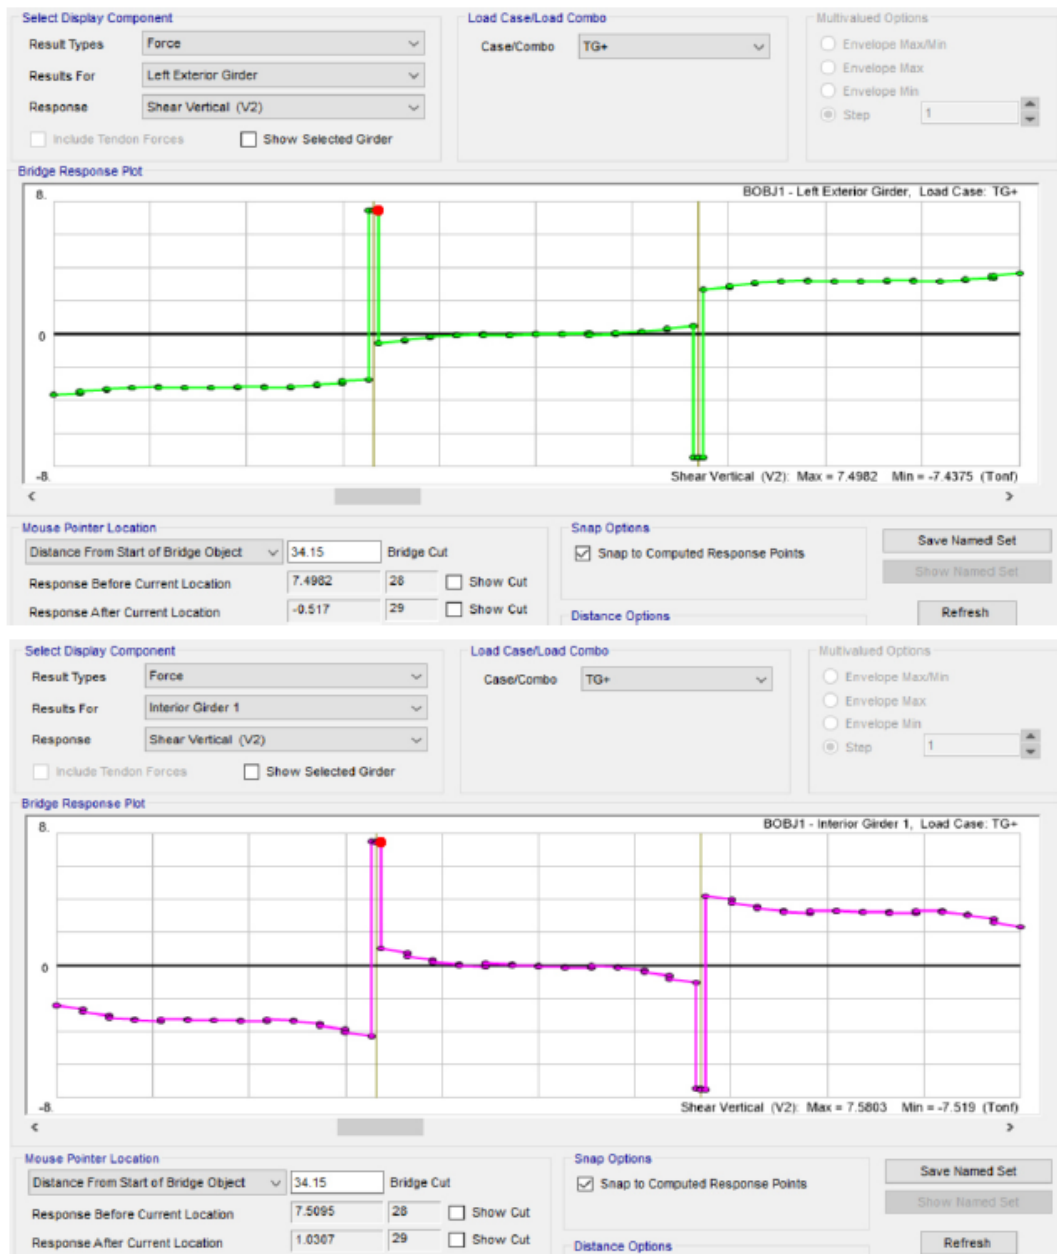 Select Display Component
Load Case/Load Combo
Multivalued Options
Result Types Force
Case/Combo TG+
Envelope Max/Min
Results For Left Exterior Girder
Envelope Max
Response Shear Vertical (V2)
Envelope Min
Include Tendon Forces Show Selected Girder
Step 1
Bridge Response Plot
8. BOBJ1 - Left Exterior Girder, Load Case: TG+
0
-8. Shear Vertical (V2): Max = 7.4982 Min = -7.4375 (Tonf)
< >
Mouse Pointer Location
Snap Options
Distance From Start of Bridge Object 34.15 Bridge Cut
Snap to Computed Response Points
Save Named Set
Response Before Current Location 7.4982 28 Show Cut
Show Named Set
Response After Current Location -0.517 29 Show Cut
Distance Options
Refresh
Select Display Component
Load Case/Load Combo
Multivalued Options
Result Types Force
Case/Combo TG+
Envelope Max/Min
Results For Interior Girder 1
Envelope Max
Response Shear Vertical (V2)
Envelope Min
Include Tendon Forces Show Selected Girder
Step 1
Bridge Response Plot
8. BOBJ1 - Interior Girder 1, Load Case: TG+
0
-8. Shear Vertical (V2): Max = 7.5803 Min = -7.519 (Tonf)
< >
Mouse Pointer Location
Snap Options
Distance From Start of Bridge Object 34.15 Bridge Cut
Snap to Computed Response Points
Save Named Set
Response Before Current Location 7.5095 28 Show Cut
Show Named Set
Response After Current Location 1.0307 29 Show Cut
Distance Options
Refresh